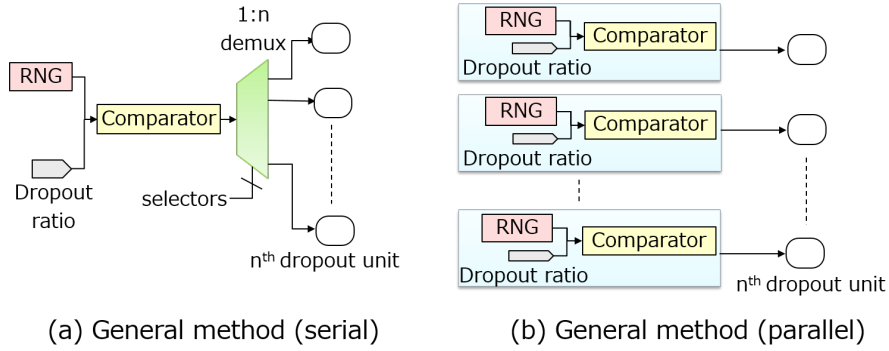 1:n
demux
RNG
Comparator
Dropout
ratio
selectors
nth dropout unit
(a) General method (serial)
RNG
Comparator
Dropout ratio
RNG
Comparator
Dropout ratio
RNG
Comparator
Dropout ratio
nth dropout unit
(b) General method (parallel)